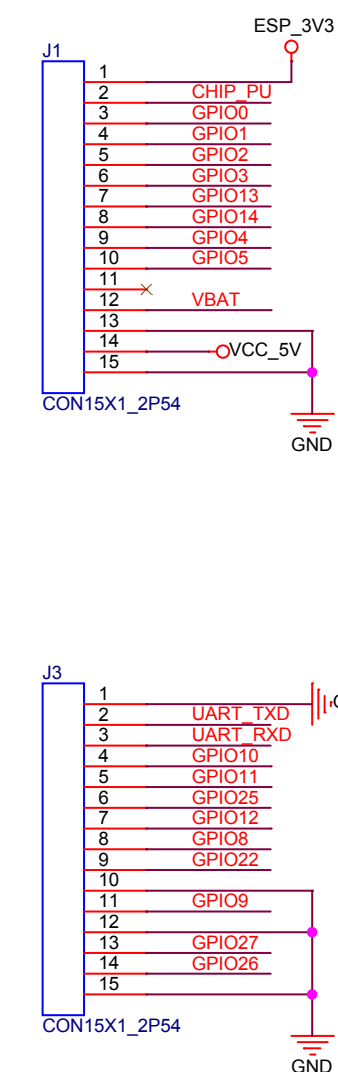 ESP_3V3
J1
1
2 CHIP_PU
3 GPIO0
4 GPIO1
5 GPIO2
6 GPIO3
7 GPIO13
8 GPIO14
9 GPIO4
10 GPIO5
11
12 VBAT
13
14 VCC_5V
15
CON15X1_2P54
GND
J3
1
2 UART_TXD
3 UART_RXD
4 GPIO10
5 GPIO11
6 GPIO25
7 GPIO12
8 GPIO8
9 GPIO22
10
11 GPIO9
12
13 GPIO27
14 GPIO26
15
CON15X1_2P54
GND